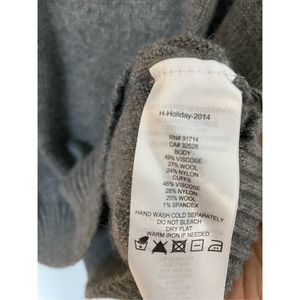 H-Holiday-2014
RN# 91714
CA# 32528
BODY
49% VISCOSE
27% WOOL
24% NYLON
CUFFS
46% VISCOSE
28% NYLON
25% WOOL
1% SPANDEX
HAND WASH COLD SEPARATELY
DO NOT BLEACH
DRY FLAT
WARM IRON IF NEEDED